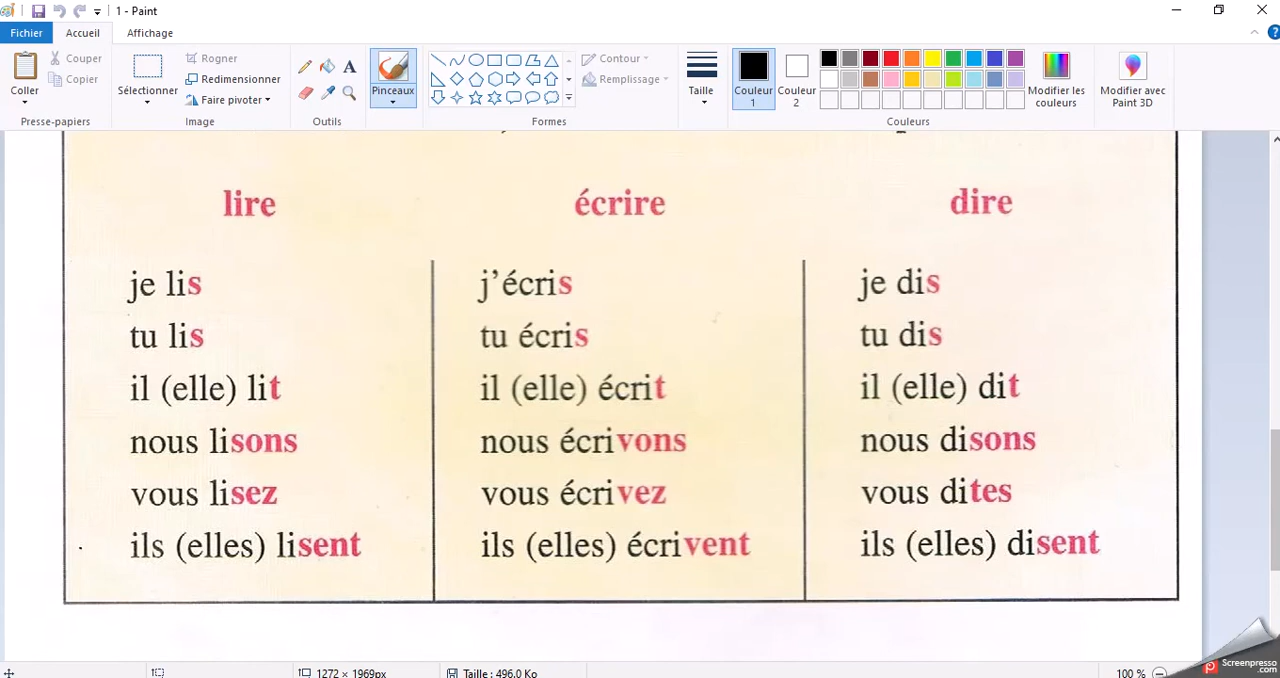 1 - Paint
Fichier Accueil Affichage
Coller
Couper
Copier
Presse-papiers
Sélectionner
Rogner
Redimensionner
Faire pivoter
Image
A
Outils
Pinceaux
Contour
Remplissage
Formes
Taille
Couleur 1
Couleur 2
Modifier les couleurs
Couleurs
Modifier avec Paint 3D
lire
je lis
tu lis
il (elle) lit
nous lisons
vous lisez
ils (elles) lisent
écrire
j’écris
tu écris
il (elle) écrit
nous écrivons
vous écrivez
ils (elles) écrivent
dire
je dis
tu dis
il (elle) dit
nous disons
vous dites
ils (elles) disent
1272 × 1969px
Taille : 496,0 Ko
100 %
Screenpresso
.com